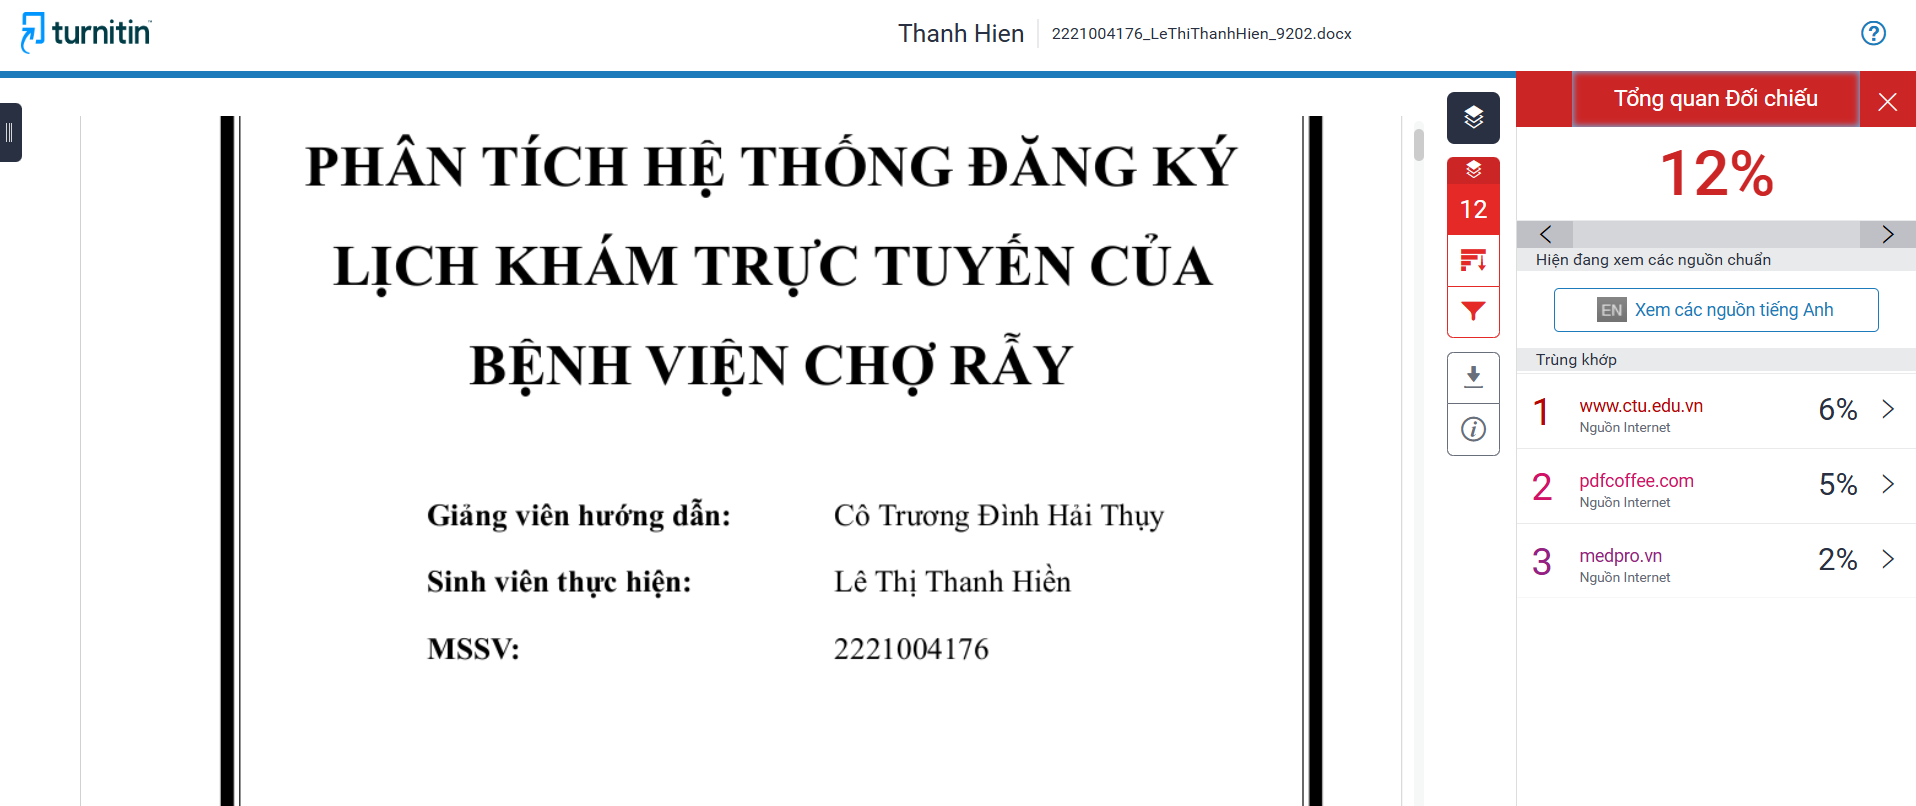 turnitin
Thanh Hien
2221004176_LeThiThanhHien_9202.docx
PHÂN TÍCH HỆ THỐNG ĐĂNG KÝ
LỊCH KHÁM TRỰC TUYẾN CỦA
BỆNH VIỆN CHỢ RẪY
Giảng viên hướng dẫn: Cô Trương Đình Hải Thụy
Sinh viên thực hiện: Lê Thị Thanh Hiền
MSSV: 2221004176
12
Tổng quan Đối chiếu
12%
Hiện đang xem các nguồn chuẩn
EN Xem các nguồn tiếng Anh
Trùng khớp
1 www.ctu.edu.vn 6%
Nguồn Internet
2 pdfcoffee.com 5%
Nguồn Internet
3 medpro.vn 2%
Nguồn Internet